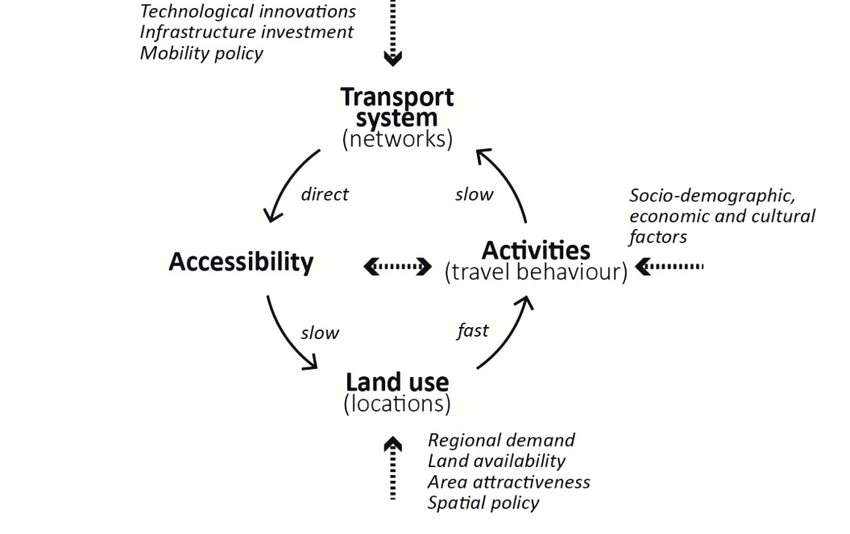 Technological innovations
Infrastructure investment
Mobility policy
Transport
system
(networks)
direct
slow
Socio-demographic,
economic and cultural
factors
Accessibility
Activities
(travel behaviour)
slow
fast
Land use
(locations)
Regional demand
Land availability
Area attractiveness
Spatial policy